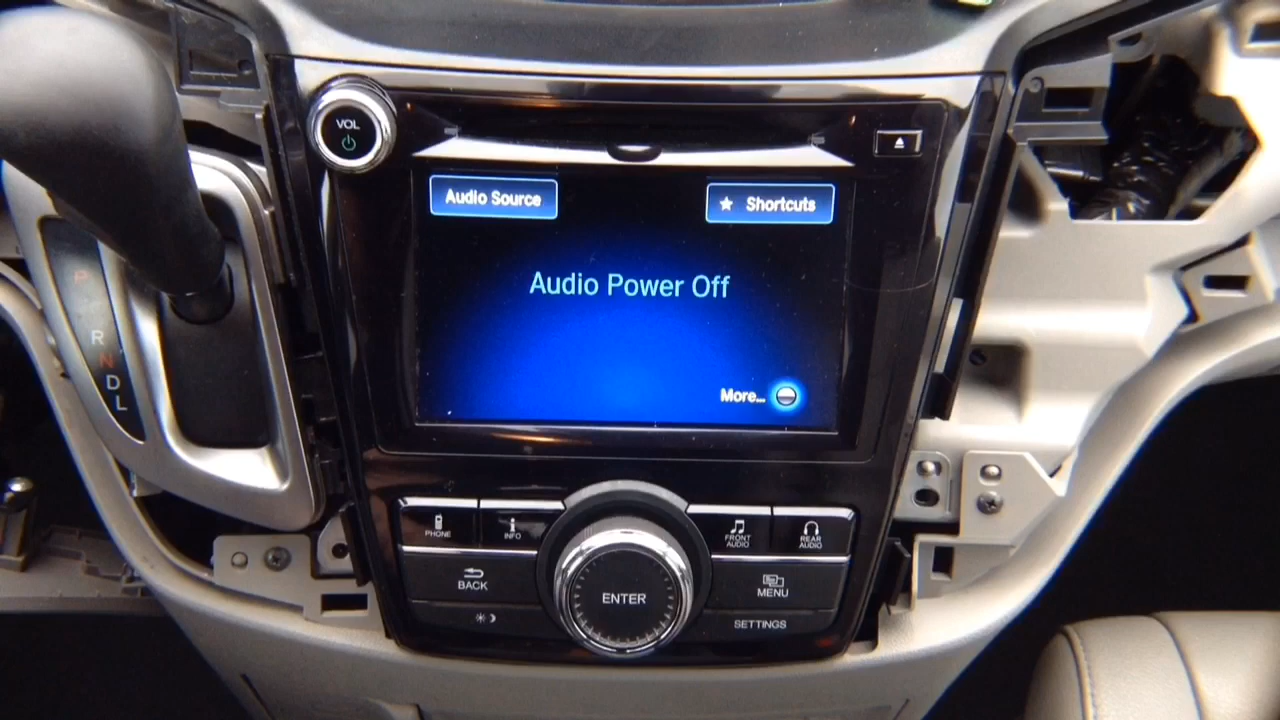 VOL
Audio Source
★ Shortcuts
Audio Power Off
More...
P
R
N
D
L
PHONE
INFO
FRONT
AUDIO
REAR
AUDIO
BACK
ENTER
MENU
SETTINGS